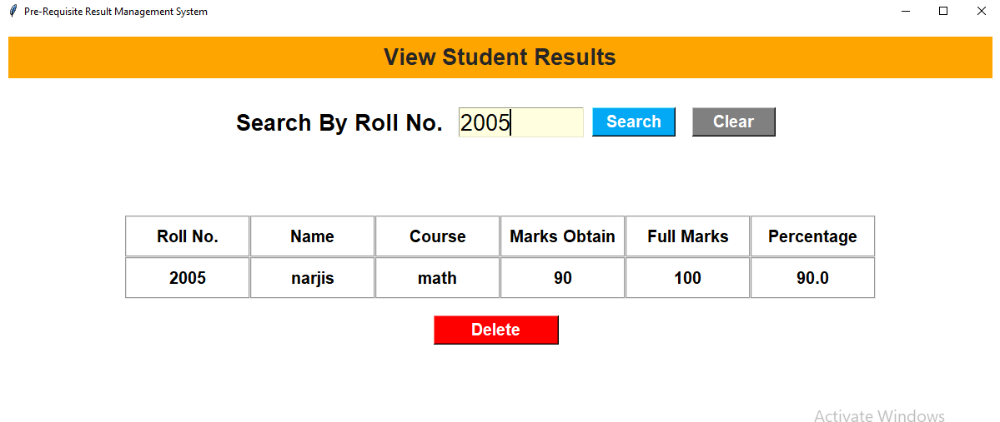 Pre-Requisite Result Management System
View Student Results
Search By Roll No. 2005 Search Clear
Roll No. Name Course Marks Obtain Full Marks Percentage
2005 narjis math 90 100 90.0
Delete
Activate Windows